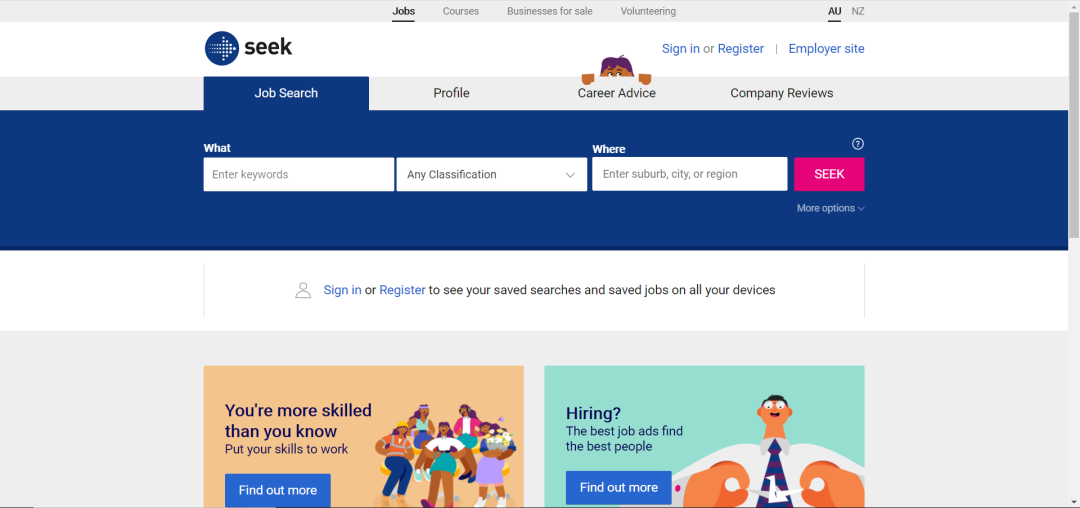 Jobs Courses Businesses for sale Volunteering AU NZ
seek
Sign in or Register | Employer site
Job Search Profile Career Advice Company Reviews
What Where ?
Enter keywords Any Classification Enter suburb, city, or region SEEK
More options
Sign in or Register to see your saved searches and saved jobs on all your devices
You're more skilled
than you know
Put your skills to work
Find out more
Hiring?
The best job ads find
the best people
Find out more